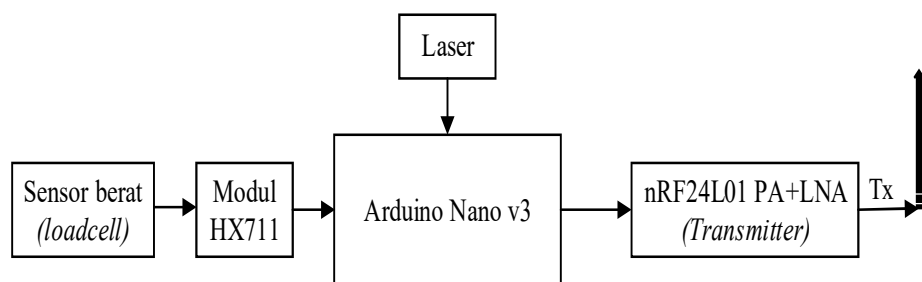 Laser
Sensor berat
(loadcell)
Modul
HX711
Arduino Nano v3
nRF24L01 PA+LNA
(Transmitter)
Tx